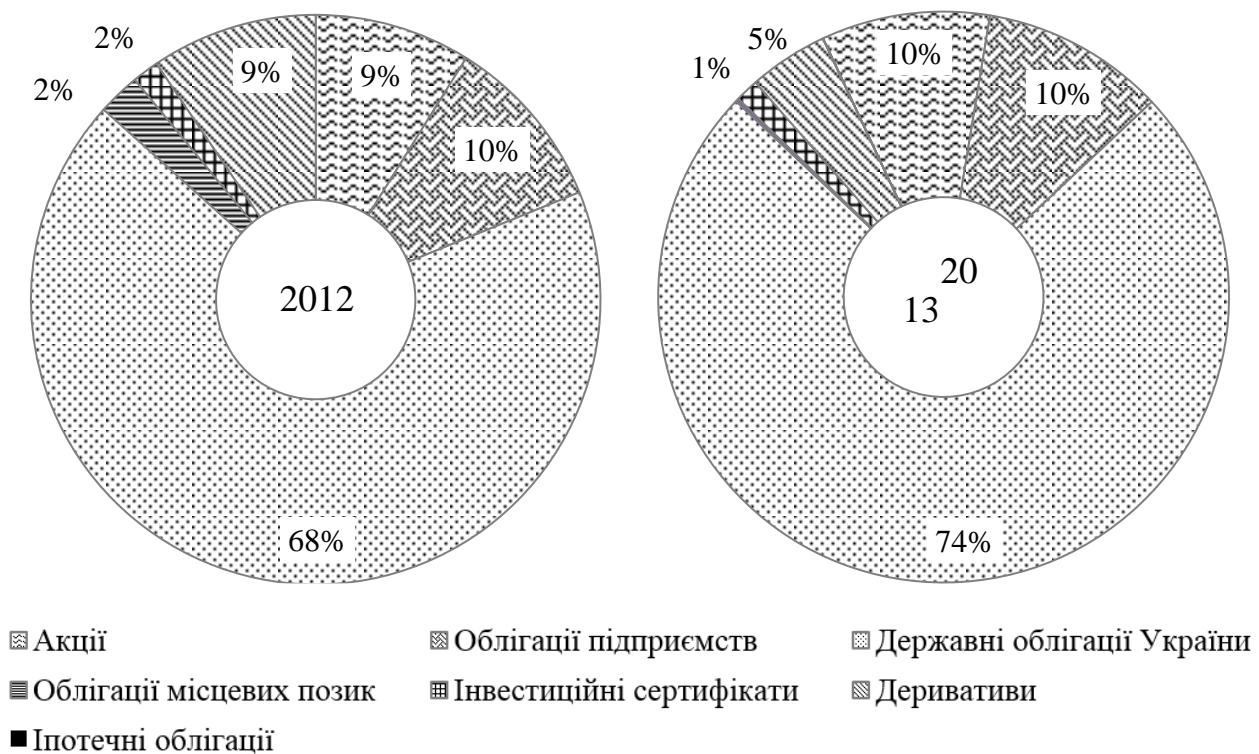 2%
9%
9%
2%
10%
2012
68%
5%
10%
1%
10%
20
13
74%
Акції
Облігації підприємств
Державні облігації України
Облігації місцевих позик
Інвестиційні сертифікати
Деривативи
Іпотечні облігації